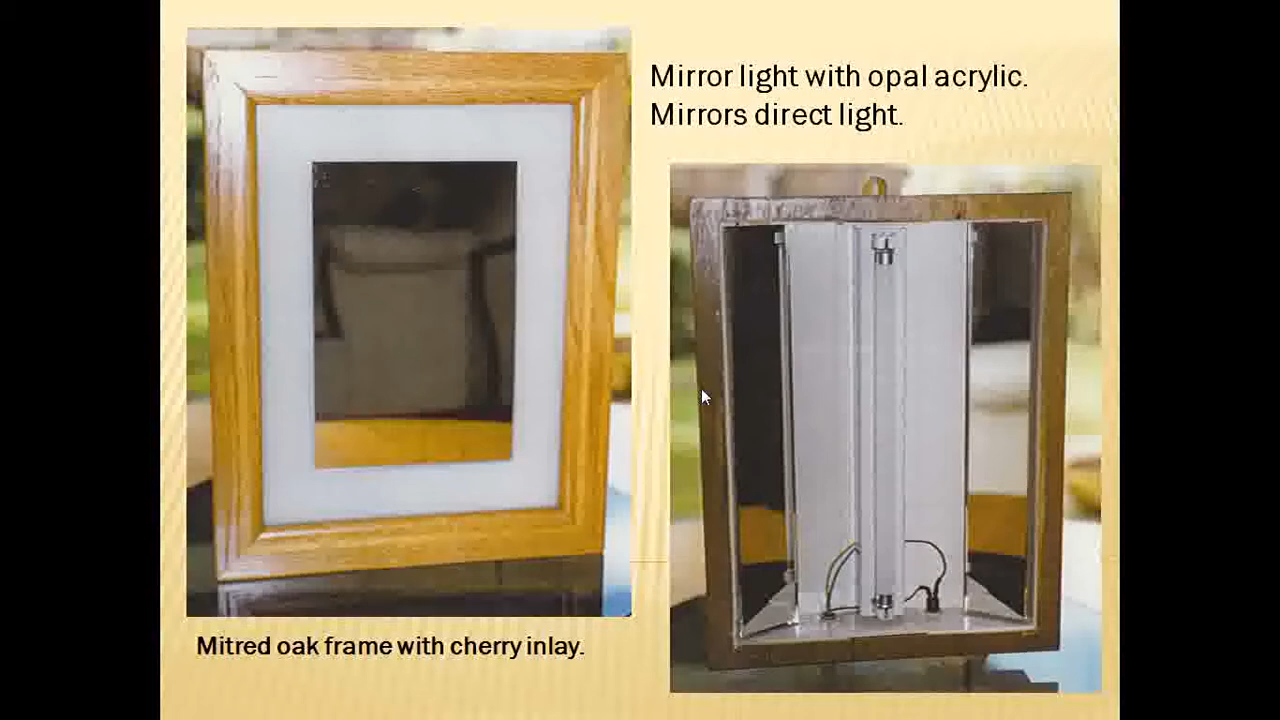 Mirror light with opal acrylic.
Mirrors direct light.
Mitred oak frame with cherry inlay.